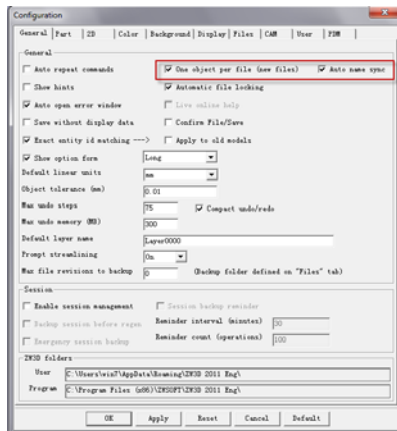 Configuration
General Part 2D Color Background Display Files CAM User PDM
General
Auto repeat commands One object per file (new files) Auto name sync
Show hints Automatic file locking
Auto open error window Live online help
Save without display data Confirm File/Save
Exact entity id matching ---> Apply to old models
Show option form Long
Default linear units mm
Object tolerance (mm) 0.01
Max undo steps 75 Compact undo/redo
Max undo memory (MB) 300
Default layer name Layer0000
Prompt streamlining On
Max file revisions to backup 0 (Backup folder defined on "Files" tab)
Session
Enable session management Session backup reminder
Backup session before regen Reminder interval (minutes) 30
Emergency session backup Reminder count (operations) 100
ZW3D folders
User C:\Users\win7\AppData\Roaming\ZW3D 2011 Eng\
Program C:\Program Files (x86)\ZWSOFT\ZW3D 2011 Eng\
OK Apply Reset Cancel Default